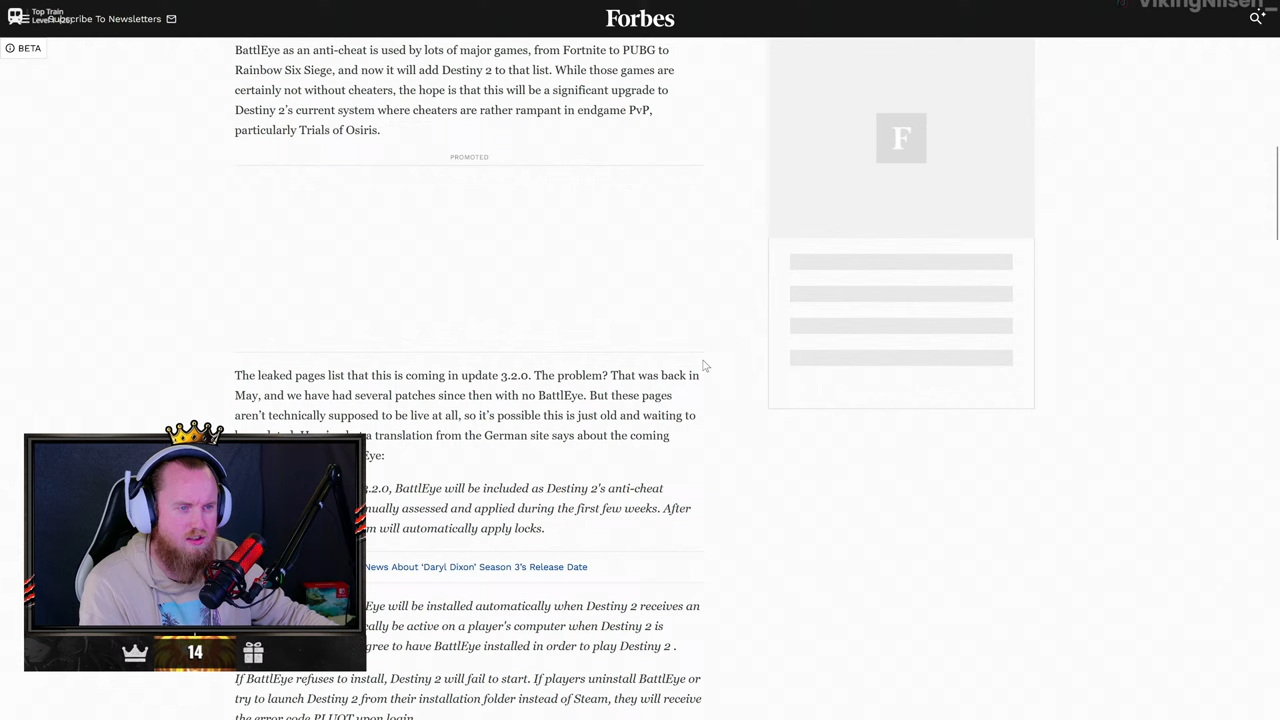 Top Train
Subscribe To Newsletters
Forbes
VikingNilsen
BETA
BattlEye as an anti-cheat is used by lots of major games, from Fortnite to PUBG to
Rainbow Six Siege, and now it will add Destiny 2 to that list. While those games are
certainly not without cheaters, the hope is that this will be a significant upgrade to
Destiny 2’s current system where cheaters are rather rampant in endgame PvP,
particularly Trials of Osiris.
PROMOTED
F
The leaked pages list that this is coming in update 3.2.0. The problem? That was back in
May, and we have had several patches since then with no BattlEye. But these pages
aren’t technically supposed to be live at all, so it’s possible this is just old and waiting to
a translation from the German site says about the coming
Eye:
3.2.0, BattlEye will be included as Destiny 2's anti-cheat
nually assessed and applied during the first few weeks. After
m will automatically apply locks.
News About ‘Daryl Dixon’ Season 3’s Release Date
Eye will be installed automatically when Destiny 2 receives an
cally be active on a player's computer when Destiny 2 is
gree to have BattlEye installed in order to play Destiny 2 .
14
If BattlEye refuses to install, Destiny 2 will fail to start. If players uninstall BattlEye or
try to launch Destiny 2 from their installation folder instead of Steam, they will receive
the error code PLUOT upon login.